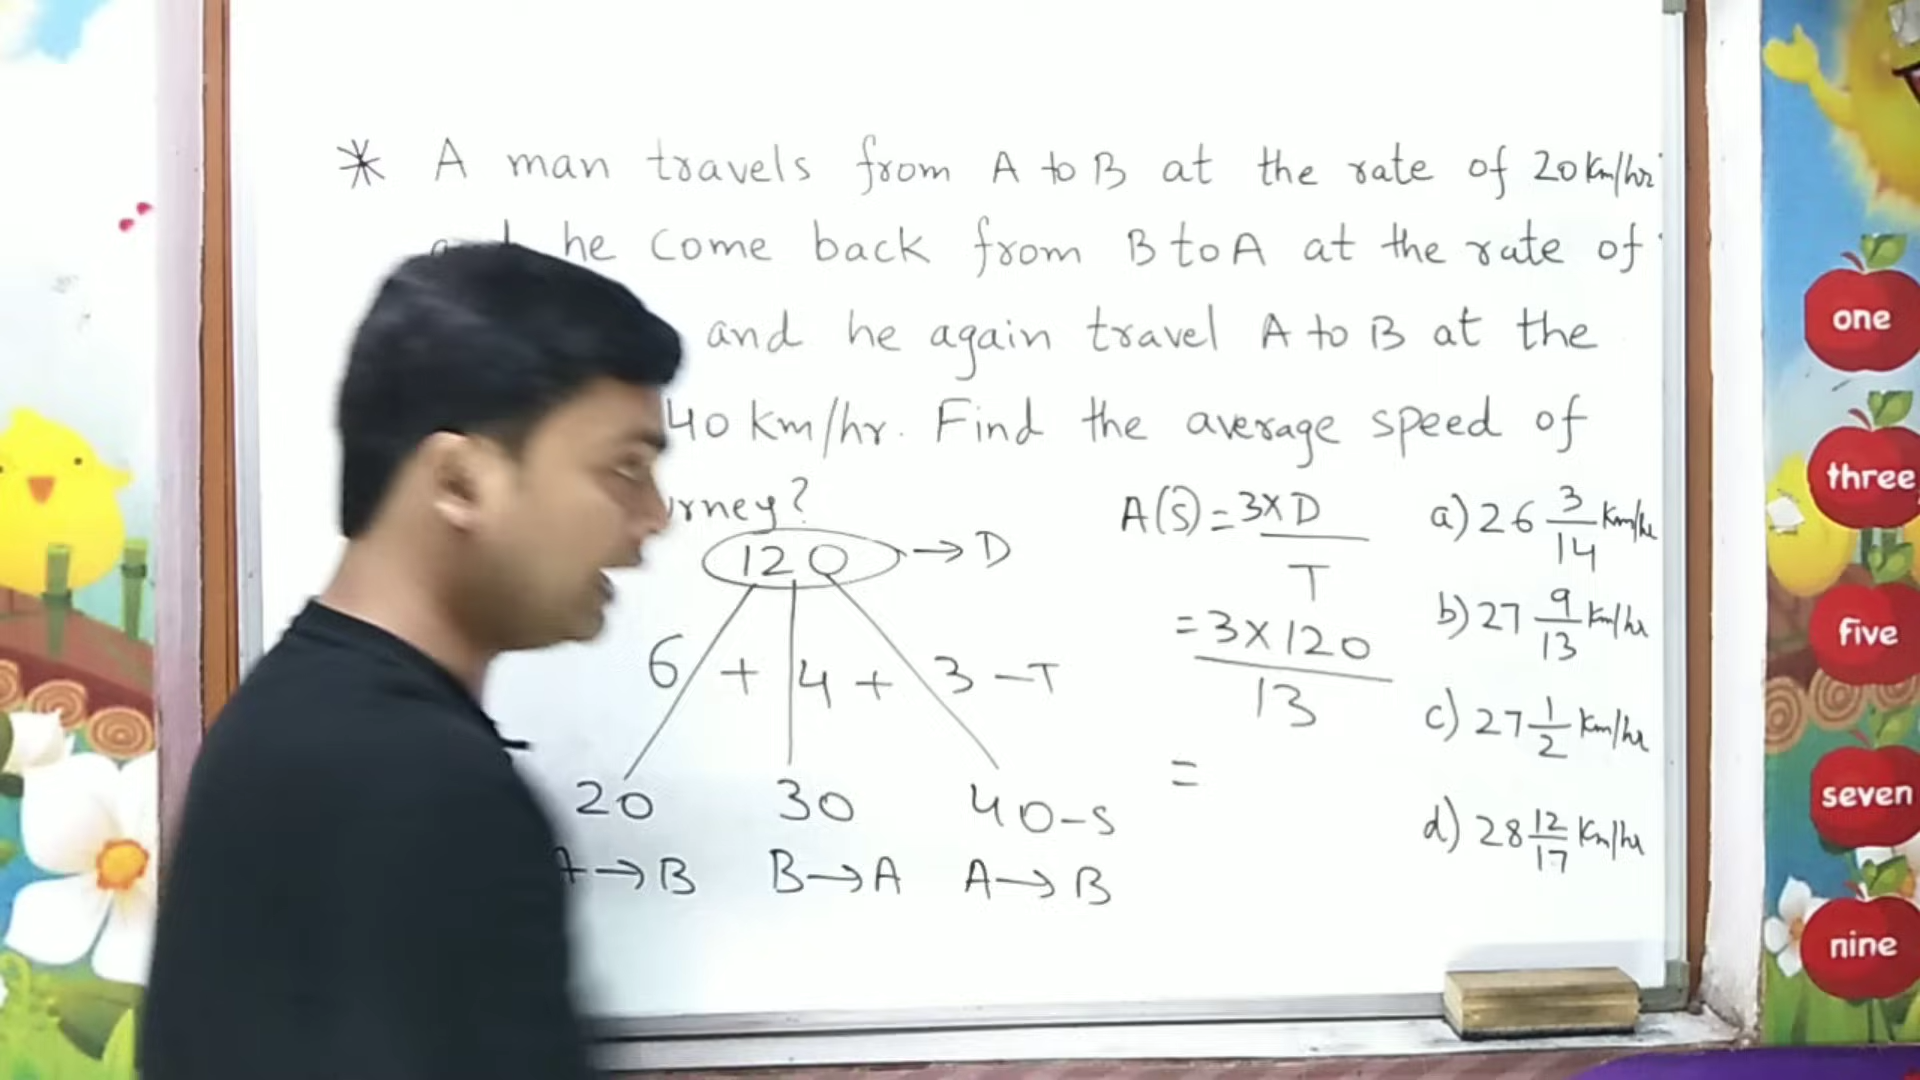 * A man travels from A to B at the rate of 20 km/hr
he come back from B to A at the rate of
and he again travel A to B at the
40 km/hr. Find the average speed of
urney?
120 → D
6 + 4 + 3 - T
20 30 40 - S
A → B B → A A → B
A(S) = 3 x D
T
= 3 x 120
13
=
a) 26 3/14 km/hr
b) 27 9/13 km/hr
c) 27 1/2 km/hr
d) 28 12/17 km/hr
one
three
five
seven
nine